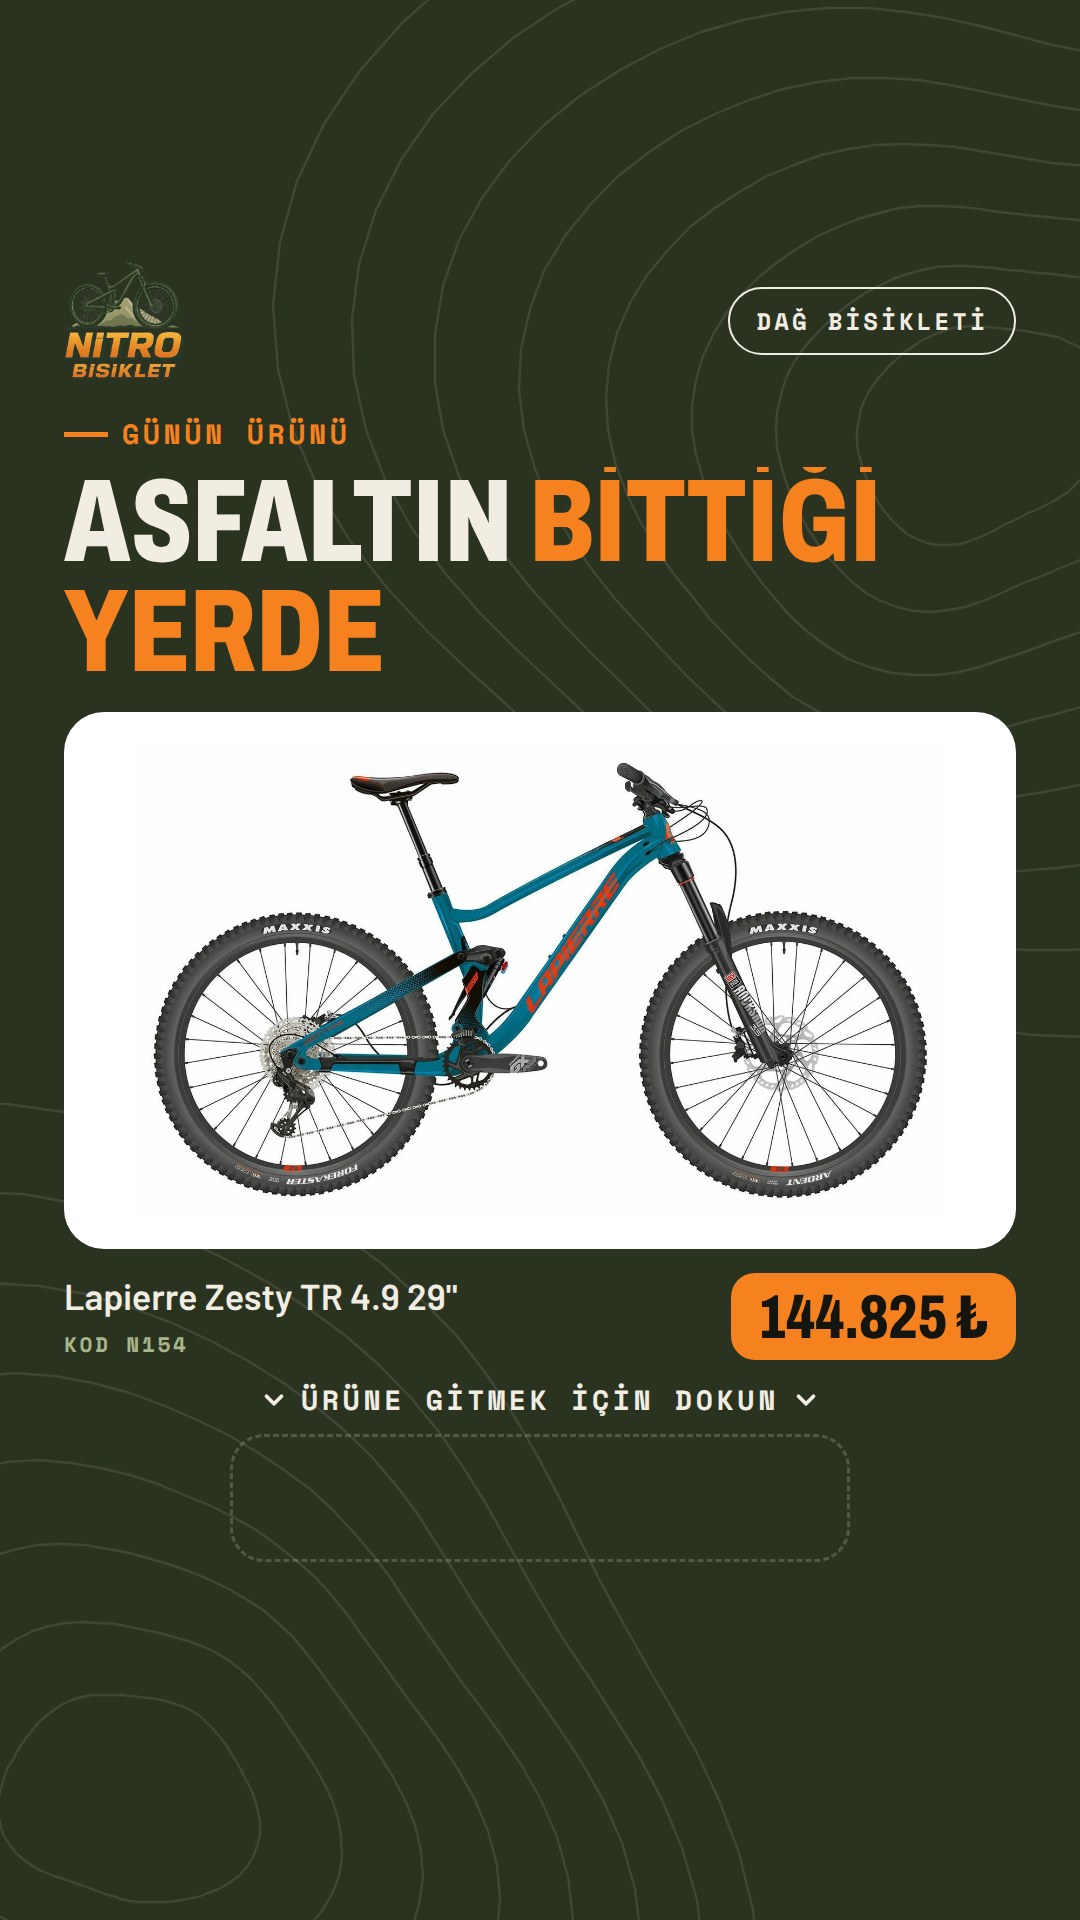 NiTRO
BiSiKLET
DAĞ BİSİKLETİ
GÜNÜN ÜRÜNÜ
ASFALTIN BİTTİĞİ
YERDE
MAXXIS
MAXXIS
LAPIERRE
ROCKSHOX
FOREKASTER
ARDENT
Lapierre Zesty TR 4.9 29"
144.825 ₺
KOD N154
ÜRÜNE GİTMEK İÇİN DOKUN